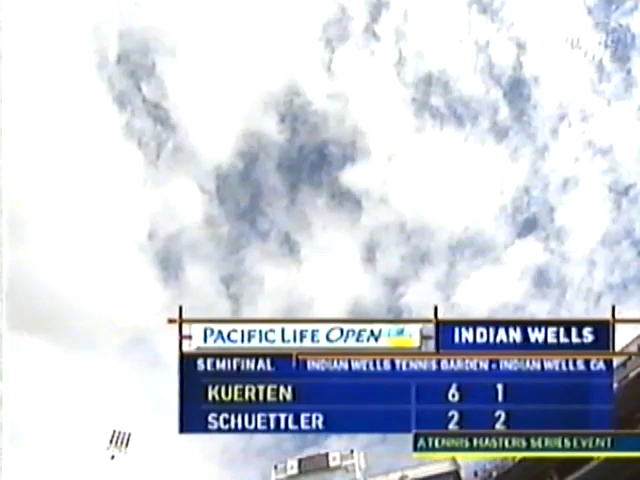 PACIFIC LIFE OPEN
INDIAN WELLS
SEMIFINAL
INDIAN WELLS TENNIS GARDEN - INDIAN WELLS, CA
KUERTEN 6 1
SCHUETTLER 2 2
A TENNIS MASTERS SERIES EVENT